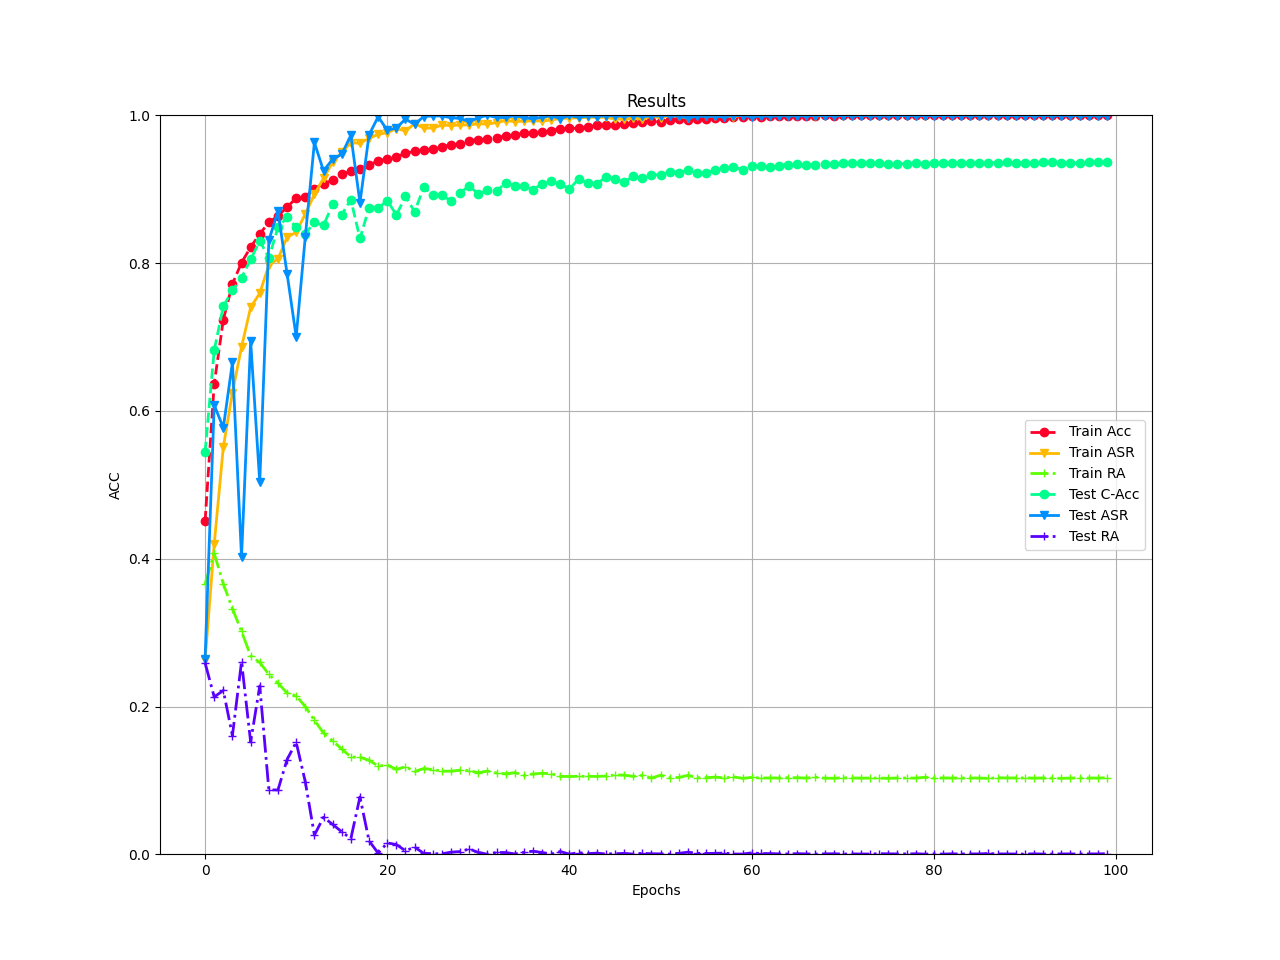 Results
1.0
0.8
0.6
0.4
0.2
0.0
ACC
Train Acc
Train ASR
Train RA
Test C-Acc
Test ASR
Test RA
0 20 40 60 80 100
Epochs